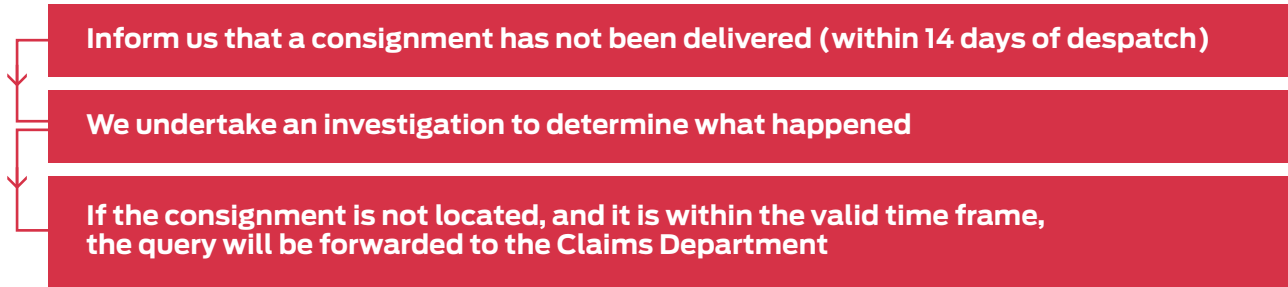 Inform us that a consignment has not been delivered (within 14 days of despatch)
We undertake an investigation to determine what happened
If the consignment is not located, and it is within the valid time frame,
the query will be forwarded to the Claims Department